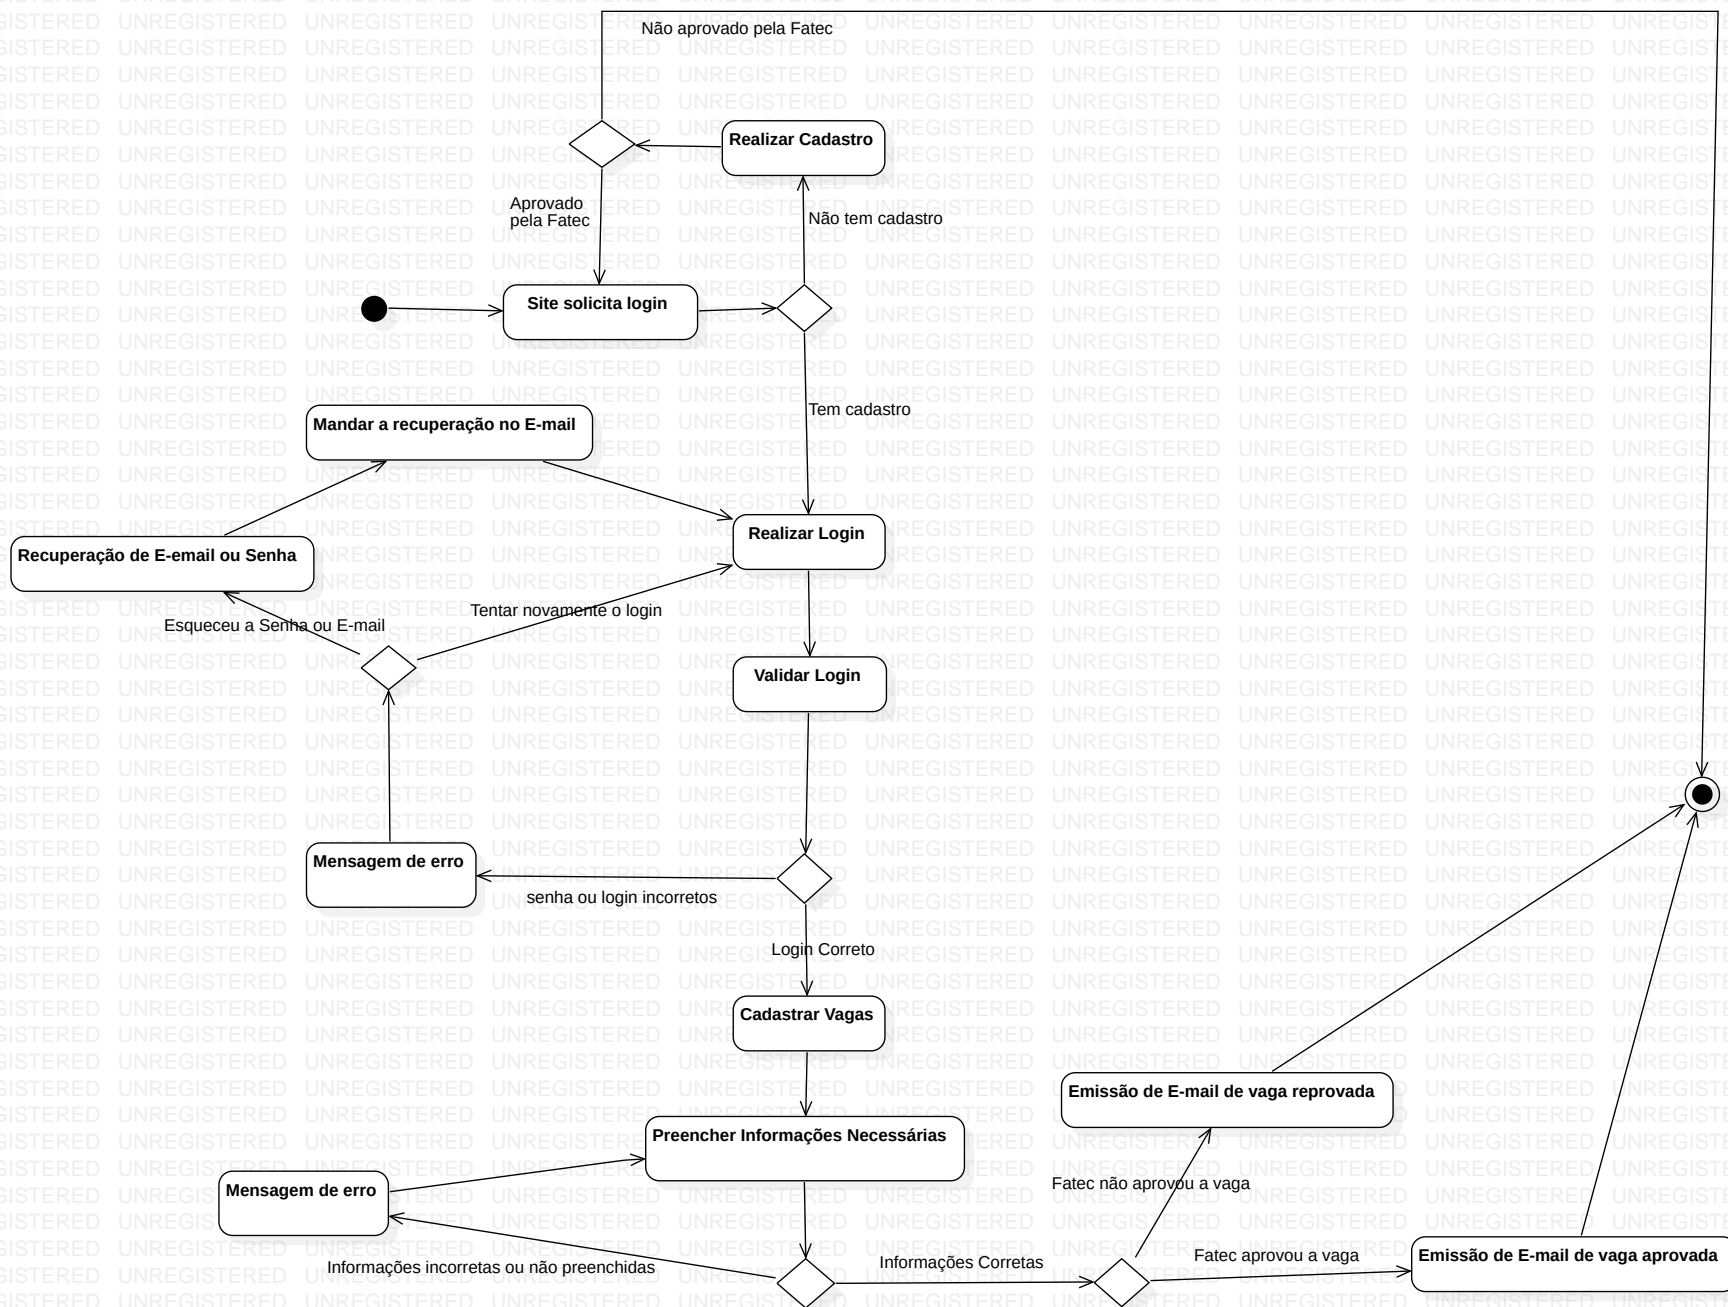 Não aprovado pela Fatec
Realizar Cadastro
Aprovado
pela Fatec
Não tem cadastro
Site solicita login
Mandar a recuperação no E-mail
Tem cadastro
Realizar Login
Recuperação de E-email ou Senha
Tentar novamente o login
Esqueceu a Senha ou E-mail
Validar Login
Mensagem de erro
senha ou login incorretos
Login Correto
Cadastrar Vagas
Emissão de E-mail de vaga reprovada
Preencher Informações Necessárias
Mensagem de erro
Fatec não aprovou a vaga
Informações incorretas ou não preenchidas
Informações Corretas
Fatec aprovou a vaga
Emissão de E-mail de vaga aprovada
UNREGISTERED